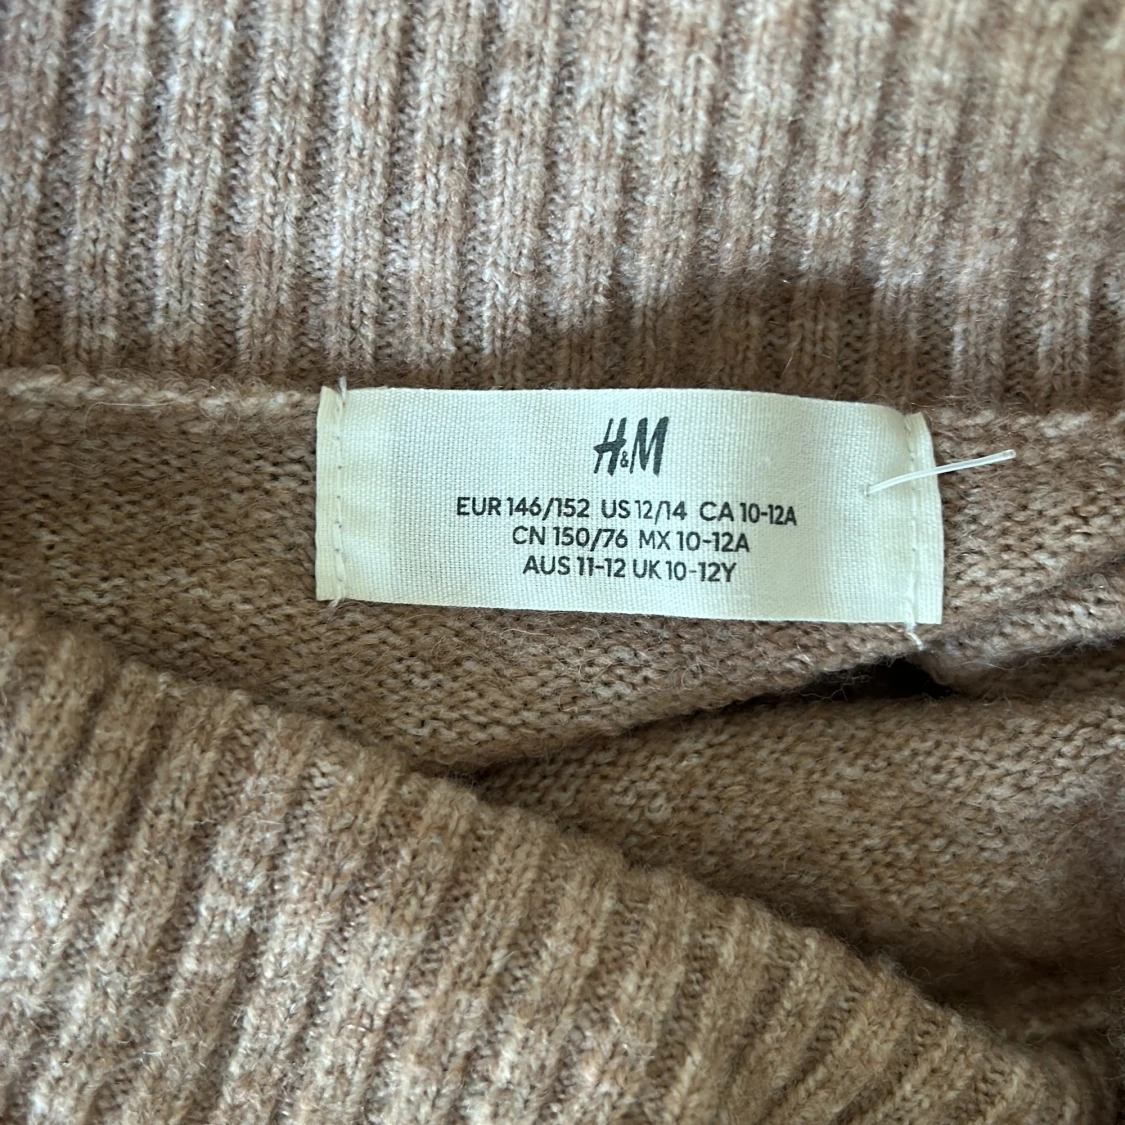 H&M
EUR 146/152 US 12/14 CA 10-12A
CN 150/76 MX 10-12A
AUS 11-12 UK 10-12Y